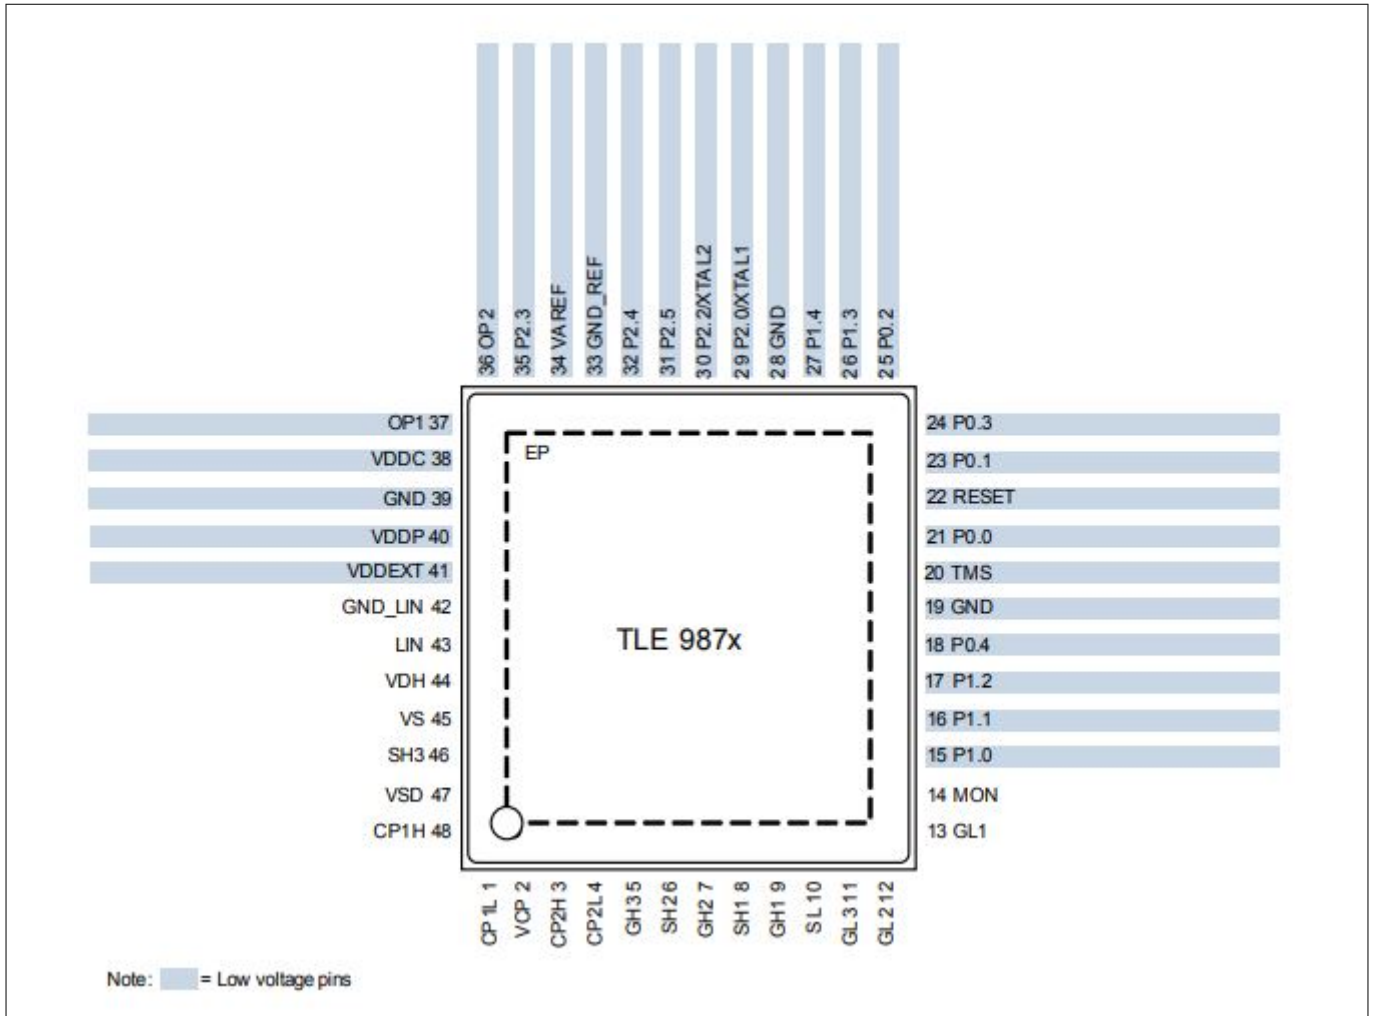 36 OP2
35 P2.3
34 VAREF
33 GND_REF
32 P2.4
31 P2.5
30 P2.2/XTAL2
29 P2.0/XTAL1
28 GND
27 P1.4
26 P1.3
25 P0.2
OP1 37
VDDC 38
GND 39
VDDP 40
VDDEXT 41
GND_LIN 42
LIN 43
VDH 44
VS 45
SH3 46
VSD 47
CP1H 48
EP
TLE 987x
24 P0.3
23 P0.1
22 RESET
21 P0.0
20 TMS
19 GND
18 P0.4
17 P1.2
16 P1.1
15 P1.0
14 MON
13 GL1
CP1L 1
VCP 2
CP2H 3
CP2L 4
GH3 5
SH2 6
GH2 7
SH1 8
GH1 9
SL 10
GL3 11
GL2 12
Note: = Low voltage pins